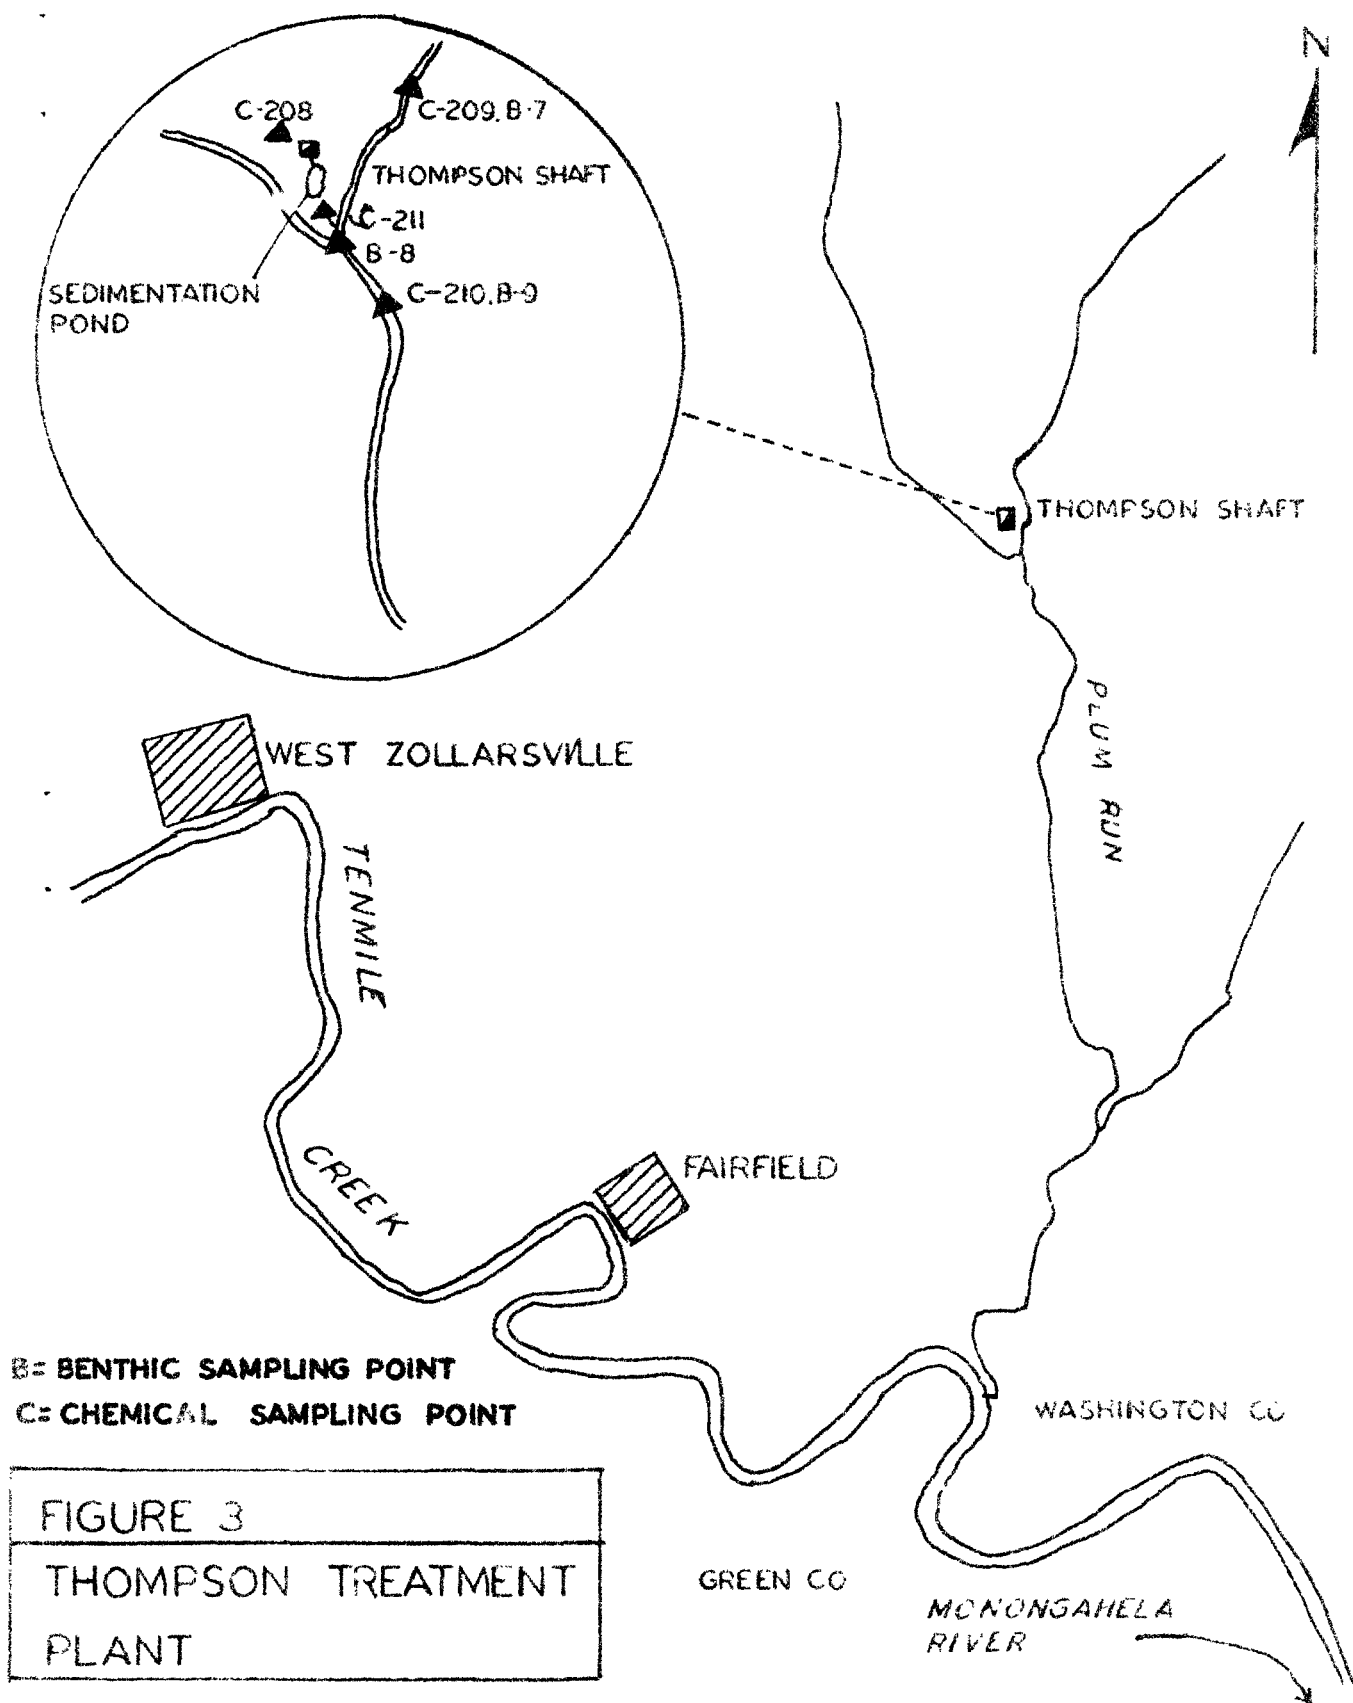 N
C-208
C-209,B-7
THOMPSON SHAFT
C-211
B-8
C-210,B-9
SEDIMENTATION
POND
THOMPSON SHAFT
PLUM RUN
WEST ZOLLARSVILLE
TENMILE
CREEK
FAIRFIELD
B= BENTHIC SAMPLING POINT
C= CHEMICAL SAMPLING POINT
WASHINGTON CO
GREEN CO
MONONGAHELA
RIVER
FIGURE 3
THOMPSON TREATMENT
PLANT